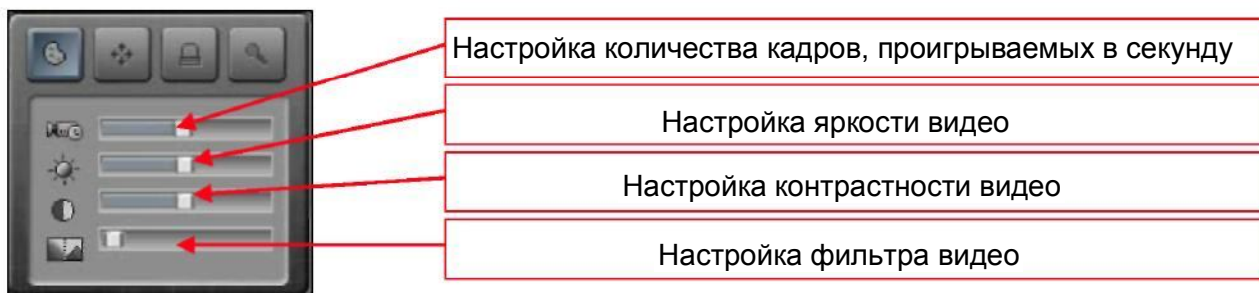 Настройка количества кадров, проигрываемых в секунду
Настройка яркости видео
Настройка контрастности видео
Настройка фильтра видео